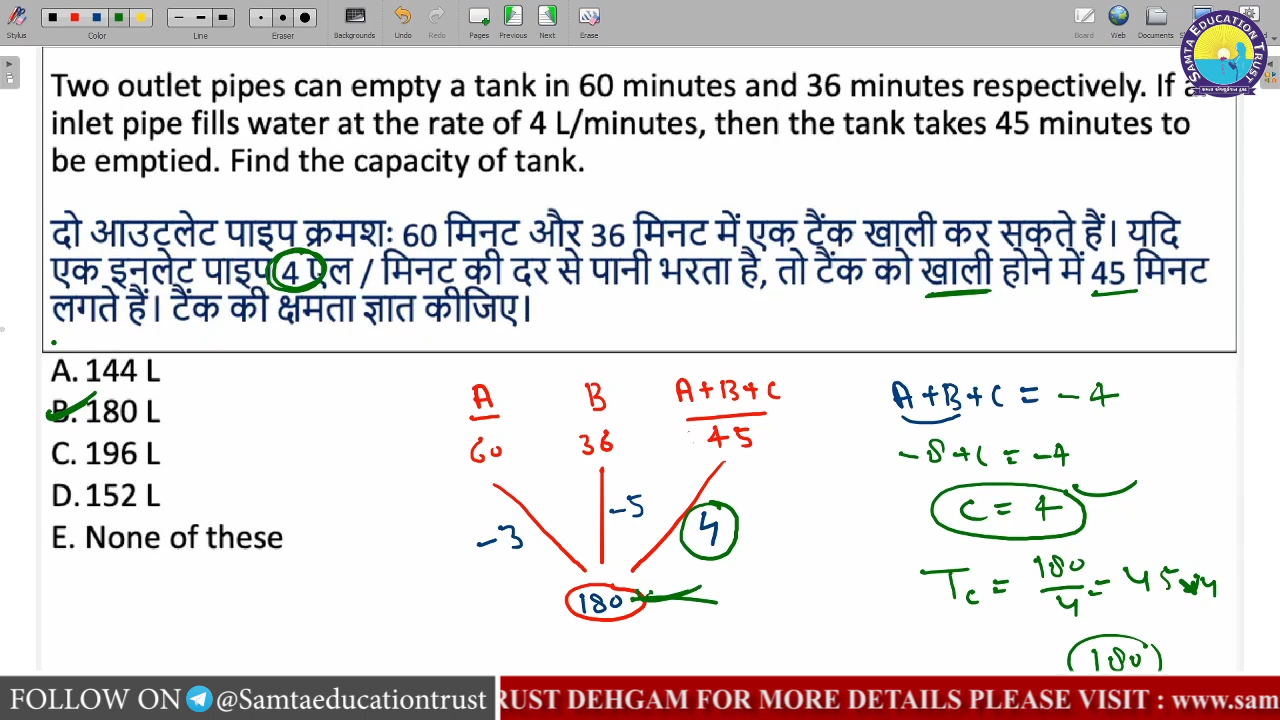 Stylus
Color
Line
Eraser
Backgrounds
Undo
Redo
Pages
Previous
Next
Erase
Board
Web
Documents
SAMTA EDUCATION TRUST
Two outlet pipes can empty a tank in 60 minutes and 36 minutes respectively. If a
inlet pipe fills water at the rate of 4 L/minutes, then the tank takes 45 minutes to
be emptied. Find the capacity of tank.
दो आउटलेट पाइप क्रमशः 60 मिनट और 36 मिनट में एक टैंक खाली कर सकते हैं। यदि
एक इनलेट पाइप 4 एल / मिनट की दर से पानी भरता है, तो टैंक को खाली होने में 45 मिनट
लगते हैं। टैंक की क्षमता ज्ञात कीजिए।
A. 144 L
B. 180 L
C. 196 L
D. 152 L
E. None of these
A B A+B+C
60 36 45
-3 -5 4
180
A+B+C = -4
-8+C = -4
C = 4
Tc = 180/4 = 45×4
180
FOLLOW ON @Samtaeducationtrust
RUST DEHGAM FOR MORE DETAILS PLEASE VISIT : www.sam